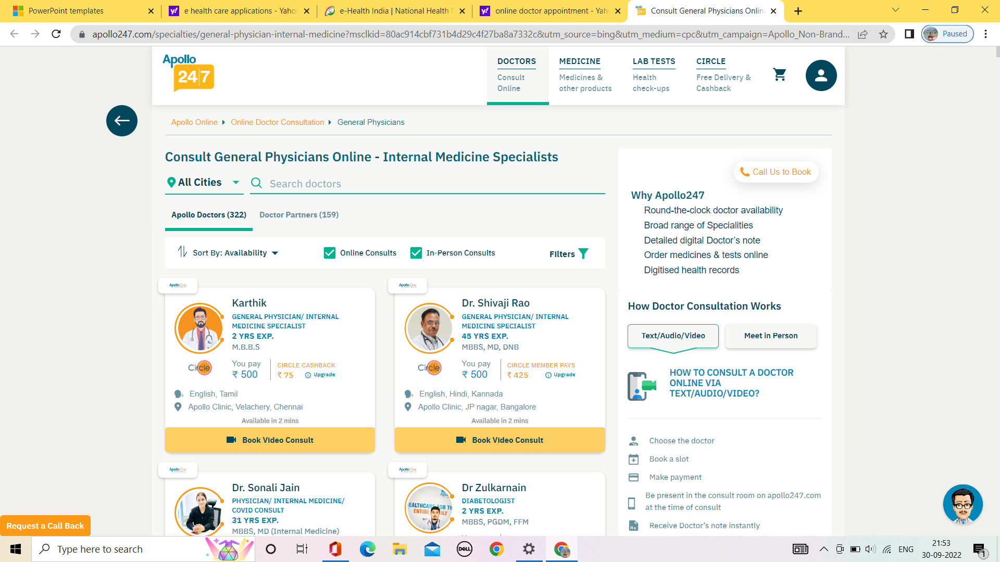 PowerPoint templates
e health care applications - Yahoo
e-Health India | National Health P
online doctor appointment - Yah
Consult General Physicians Onlin
apollo247.com/specialties/general-physician-internal-medicine?msclkid=80ac914cbf731b4d29c4f27ba8a7332c&utm_source=bing&utm_medium=cpc&utm_campaign=Apollo_Non-Brand...
Paused
Apollo
24|7
DOCTORS
Consult
Online
MEDICINE
Medicines &
other products
LAB TESTS
Health
check-ups
CIRCLE
Free Delivery &
Cashback
Apollo Online
Online Doctor Consultation
General Physicians
Consult General Physicians Online - Internal Medicine Specialists
All Cities
Search doctors
Apollo Doctors (322)
Doctor Partners (159)
Sort By: Availability
Online Consults
In-Person Consults
FIlters
Apollo Clinic
Karthik
GENERAL PHYSICIAN/ INTERNAL
MEDICINE SPECIALIST
2 YRS EXP.
M.B.B.S
Circle
You pay
₹ 500
CIRCLE CASHBACK
₹ 75
Upgrade
English, Tamil
Apollo Clinic, Velachery, Chennai
Available in 2 mins
Book Video Consult
Apollo Clinic
Dr. Shivaji Rao
GENERAL PHYSICIAN/ INTERNAL
MEDICINE SPECIALIST
45 YRS EXP.
MBBS, MD, DNB
Circle
You pay
₹ 500
CIRCLE MEMBER PAYS
₹ 425
Upgrade
English, Hindi, Kannada
Apollo Clinic, JP nagar, Bangalore
Available in 2 mins
Book Video Consult
Apollo Clinic
Dr. Sonali Jain
PHYSICIAN/ INTERNAL MEDICINE/
COVID CONSULT
31 YRS EXP.
MBBS, MD (Internal Medicine)
Apollo Clinic
Dr Zulkarnain
DIABETOLOGIST
2 YRS EXP.
MBBS, PGDM, FFM
Call Us to Book
Why Apollo247
Round-the-clock doctor availability
Broad range of Specialities
Detailed digital Doctor's note
Order medicines & tests online
Digitised health records
How Doctor Consultation Works
Text/Audio/Video
Meet in Person
HOW TO CONSULT A DOCTOR
ONLINE VIA
TEXT/AUDIO/VIDEO?
Choose the doctor
Book a slot
Make payment
Be present in the consult room on apollo247.com
at the time of consult
Rx
Receive Doctor's note instantly
Request a Call Back
Type here to search
DELL
ENG
21:53
30-09-2022
1